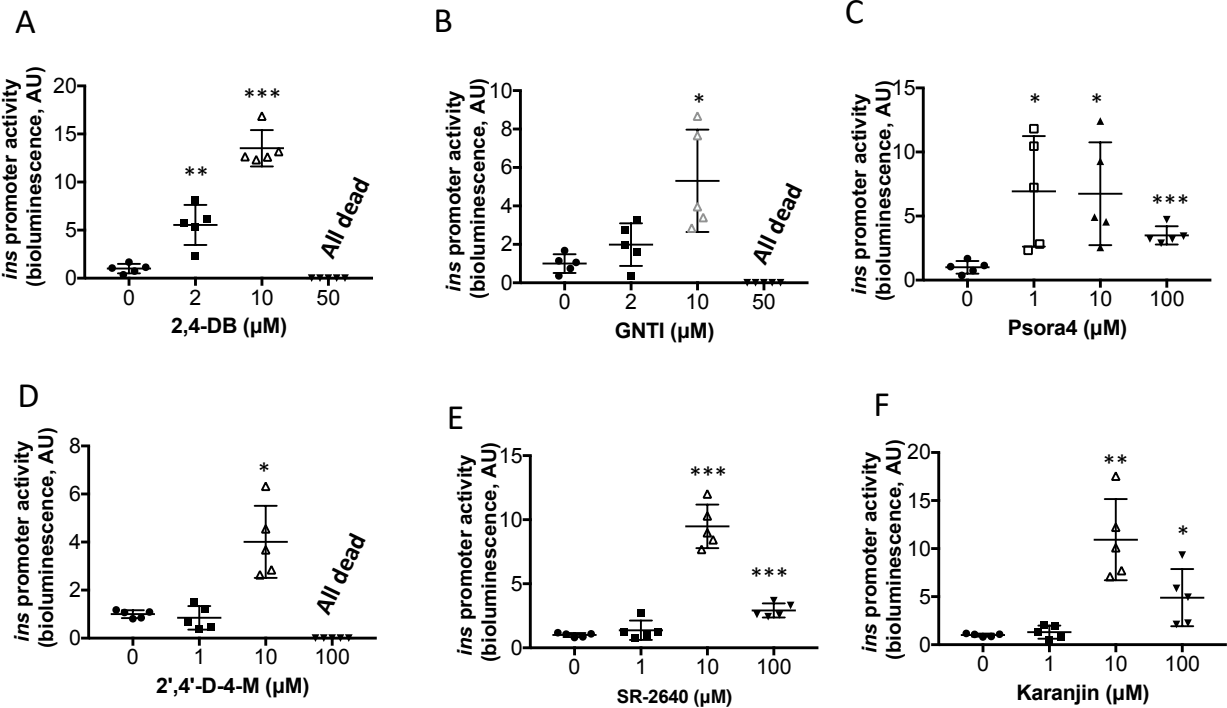 A
ins promoter activity
(bioluminescence, AU)
20
15
10
5
0
**
***
All dead
0 2 10 50
2,4-DB (µM)
B
ins promoter activity
(bioluminescence, AU)
10
8
6
4
2
0
*
All dead
0 2 10 50
GNTI (µM)
C
ins promoter activity
(bioluminescence, AU)
15
10
5
0
* * ***
0 1 10 100
Psora4 (µM)
D
ins promoter activity
(bioluminescence, AU)
8
6
4
2
0
*
All dead
0 1 10 100
2',4'-D-4-M (µM)
E
ins promoter activity
(bioluminescence, AU)
15
10
5
0
***
***
0 1 10 100
SR-2640 (µM)
F
ins promoter activity
(bioluminescence, AU)
20
15
10
5
0
**
*
0 1 10 100
Karanjin (µM)